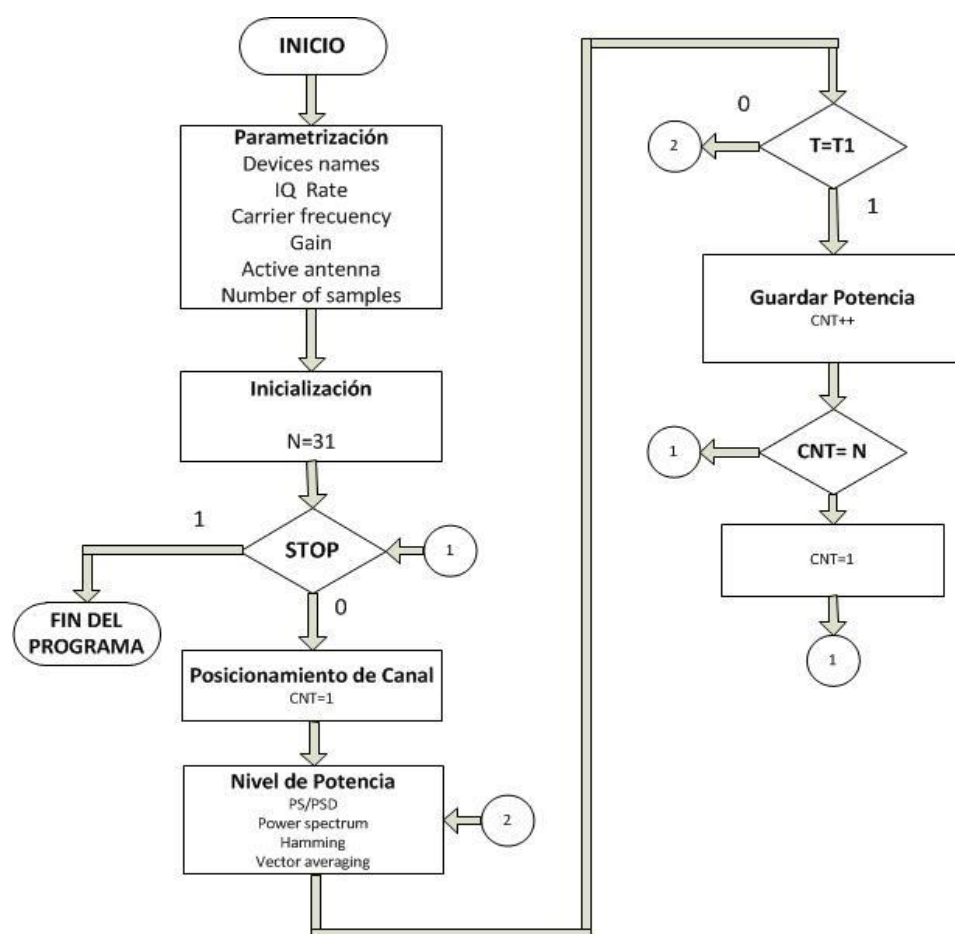 INICIO
Parametrización
Devices names
IQ Rate
Carrier frecuency
Gain
Active antenna
Number of samples
Inicialización
N=31
1
STOP
1
0
FIN DEL
PROGRAMA
Posicionamiento de Canal
CNT=1
Nivel de Potencia
PS/PSD
Power spectrum
Hamming
Vector averaging
2
0
2
T=T1
1
Guardar Potencia
CNT++
1
CNT= N
CNT=1
1